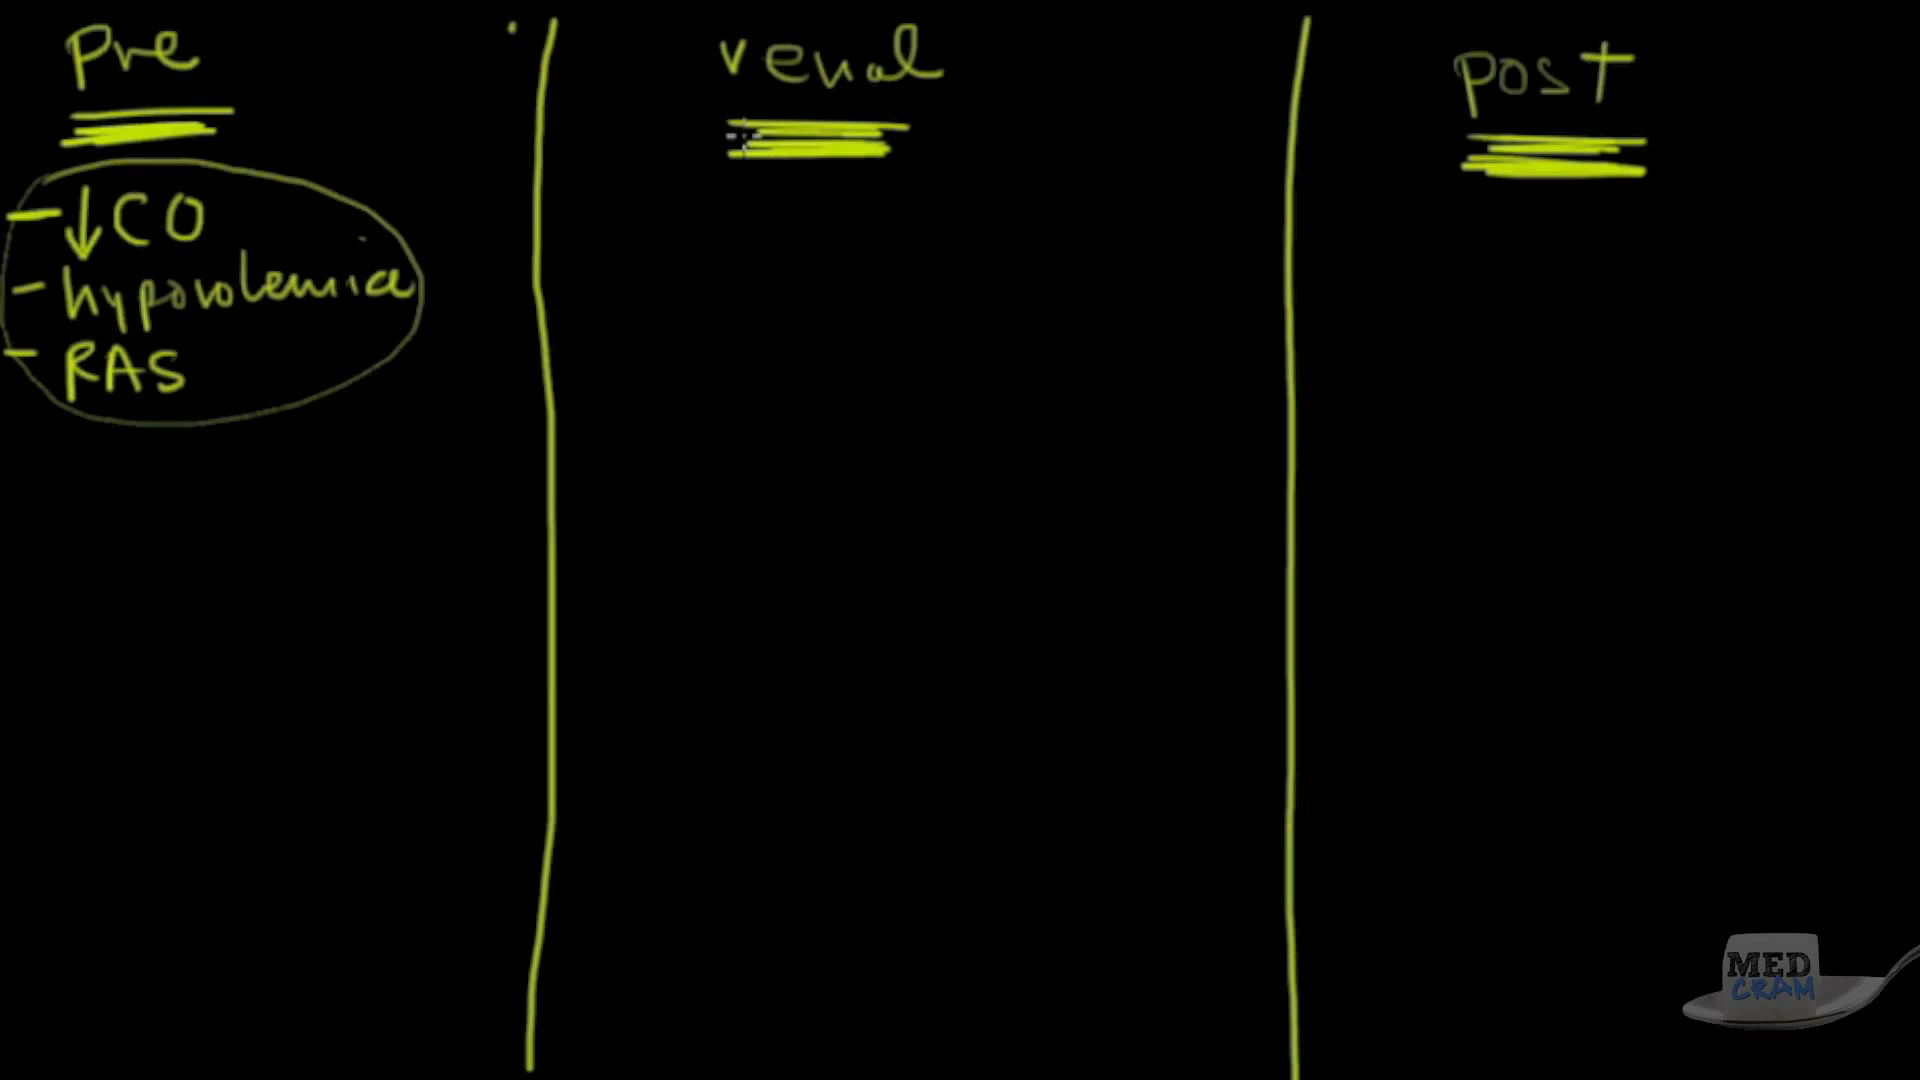 pre
renal
post
- ↓ CO
- hypovolemia
- RAS
MED
CRAM